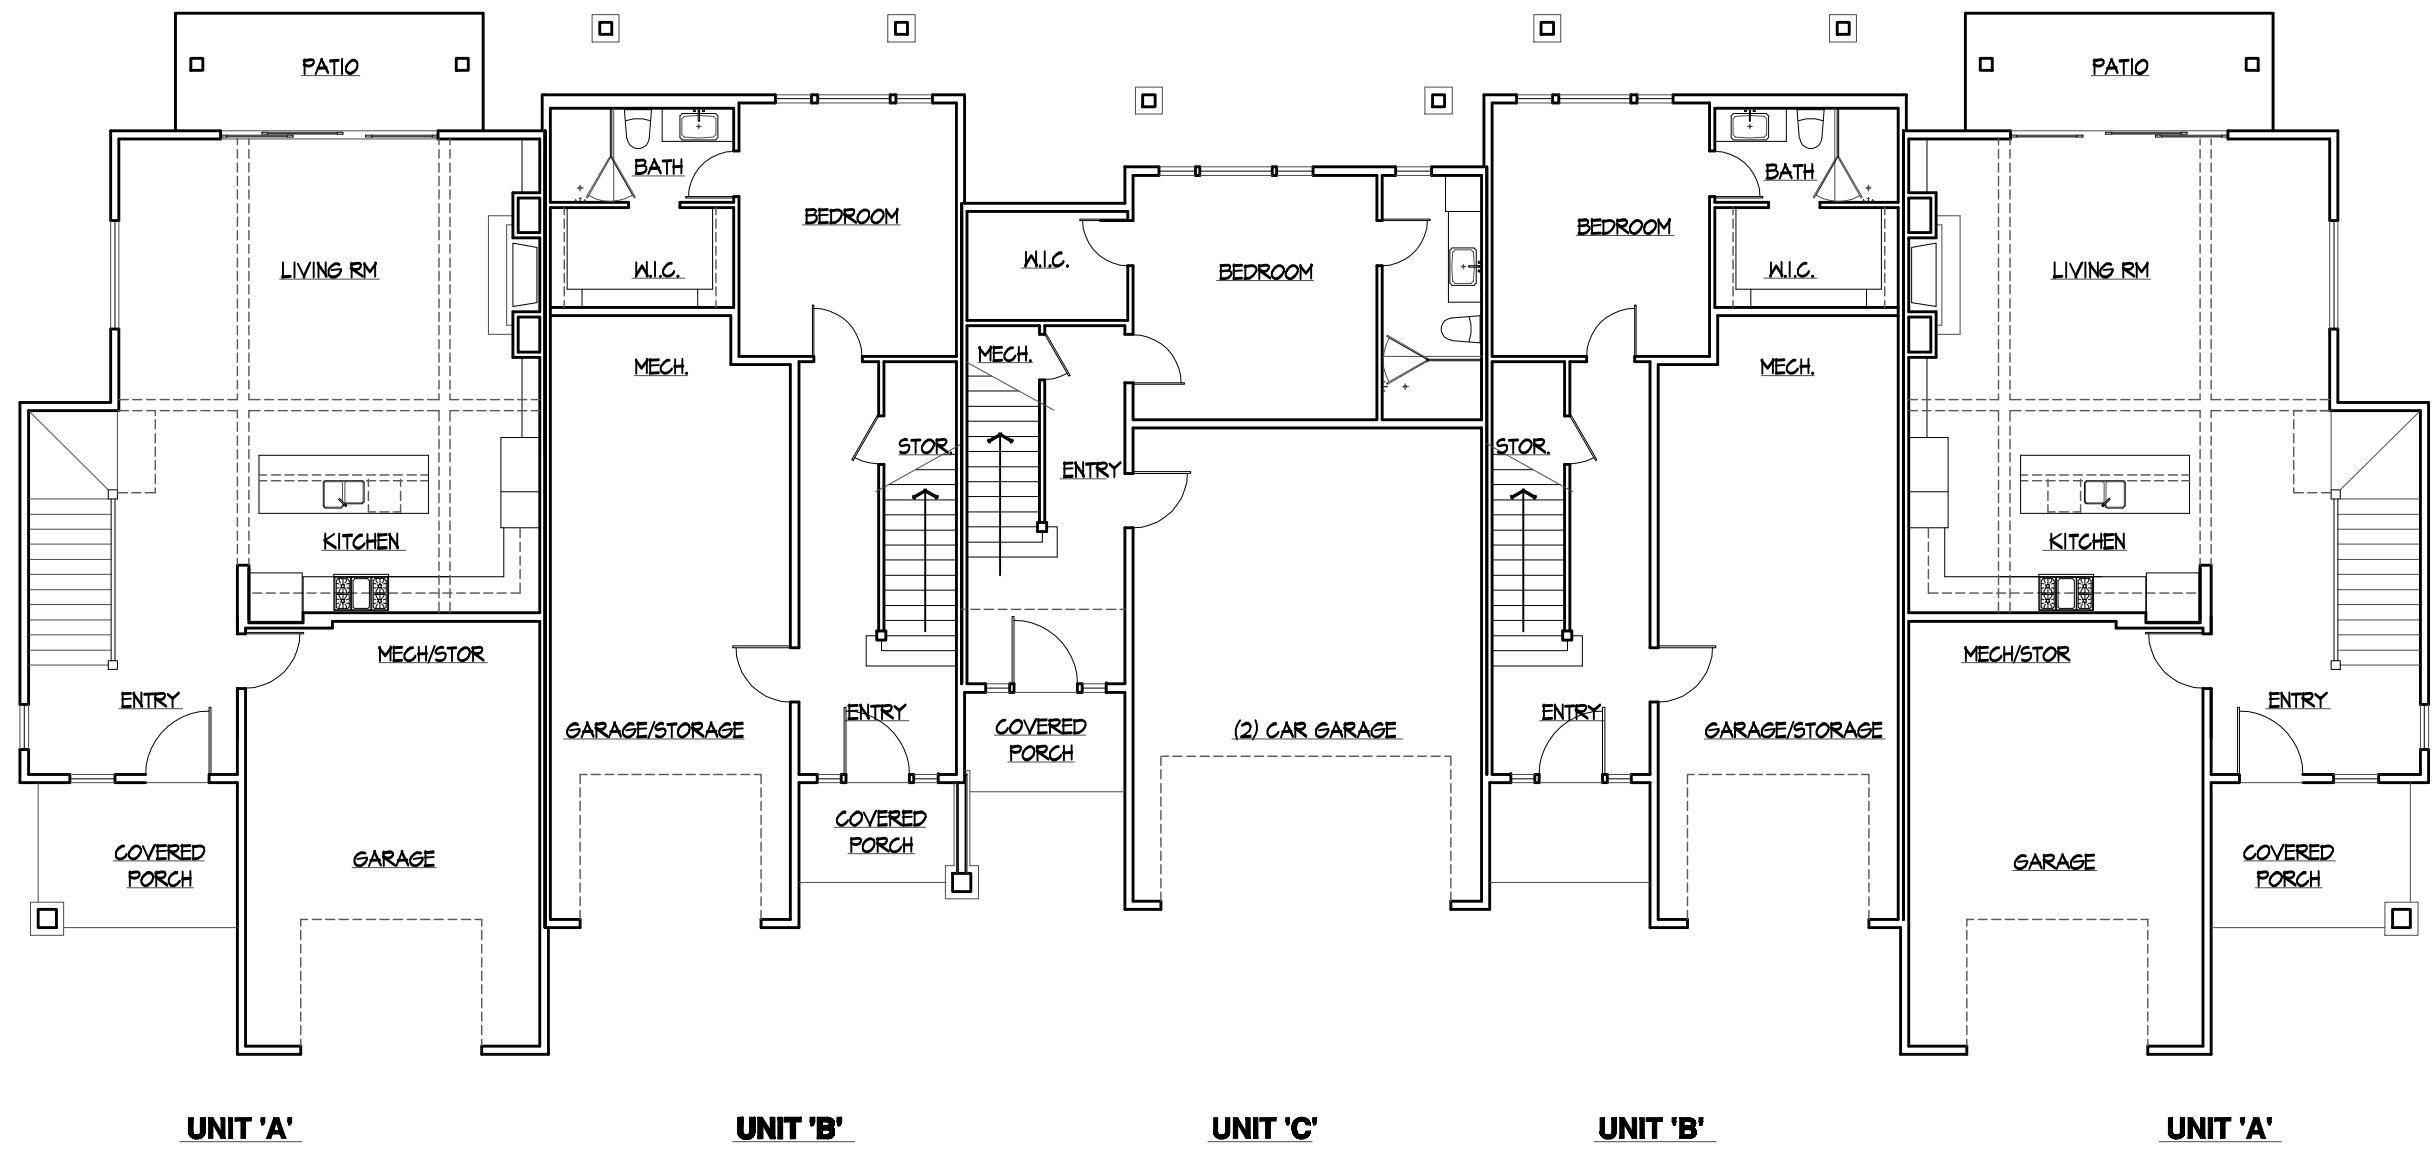 PATIO
LIVING RM
KITCHEN
MECH/STOR
ENTRY
COVERED
PORCH
GARAGE
UNIT 'A'
BATH
BEDROOM
W.I.C.
MECH.
STOR.
GARAGE/STORAGE
ENTRY
COVERED
PORCH
UNIT 'B'
W.I.C.
BEDROOM
MECH.
ENTRY
COVERED
PORCH
(2) CAR GARAGE
UNIT 'C'
BATH
BEDROOM
W.I.C.
MECH.
STOR.
ENTRY
GARAGE/STORAGE
UNIT 'B'
PATIO
LIVING RM
KITCHEN
MECH/STOR
ENTRY
COVERED
PORCH
GARAGE
UNIT 'A'